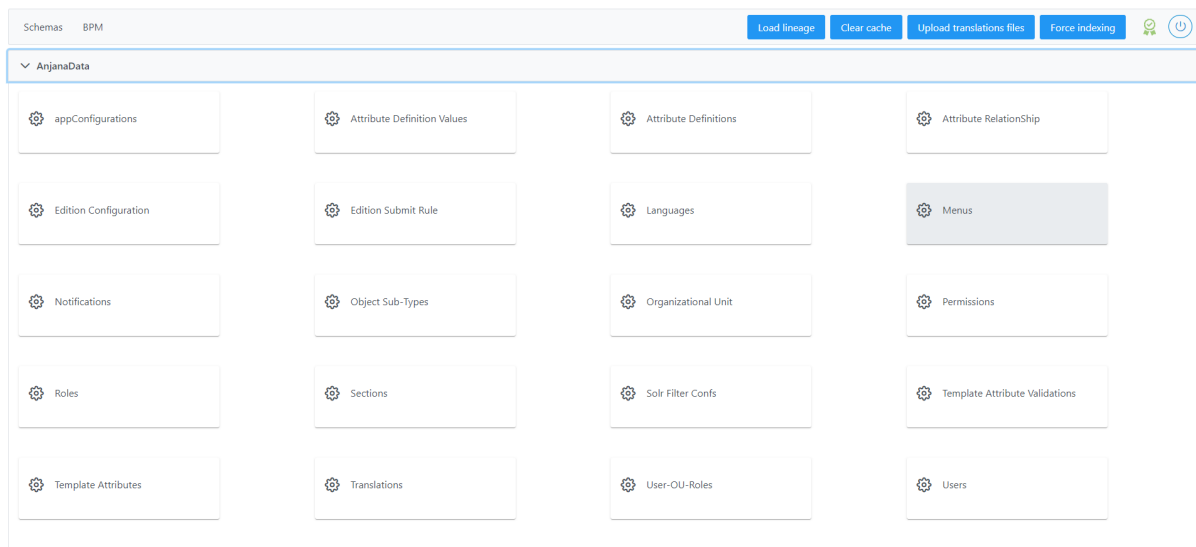 Schemas BPM Load lineage Clear cache Upload translations files Force indexing
AnjanaData
appConfigurations Attribute Definition Values Attribute Definitions Attribute RelationShip
Edition Configuration Edition Submit Rule Languages Menus
Notifications Object Sub-Types Organizational Unit Permissions
Roles Sections Solr Filter Confs Template Attribute Validations
Template Attributes Translations User-OU-Roles Users